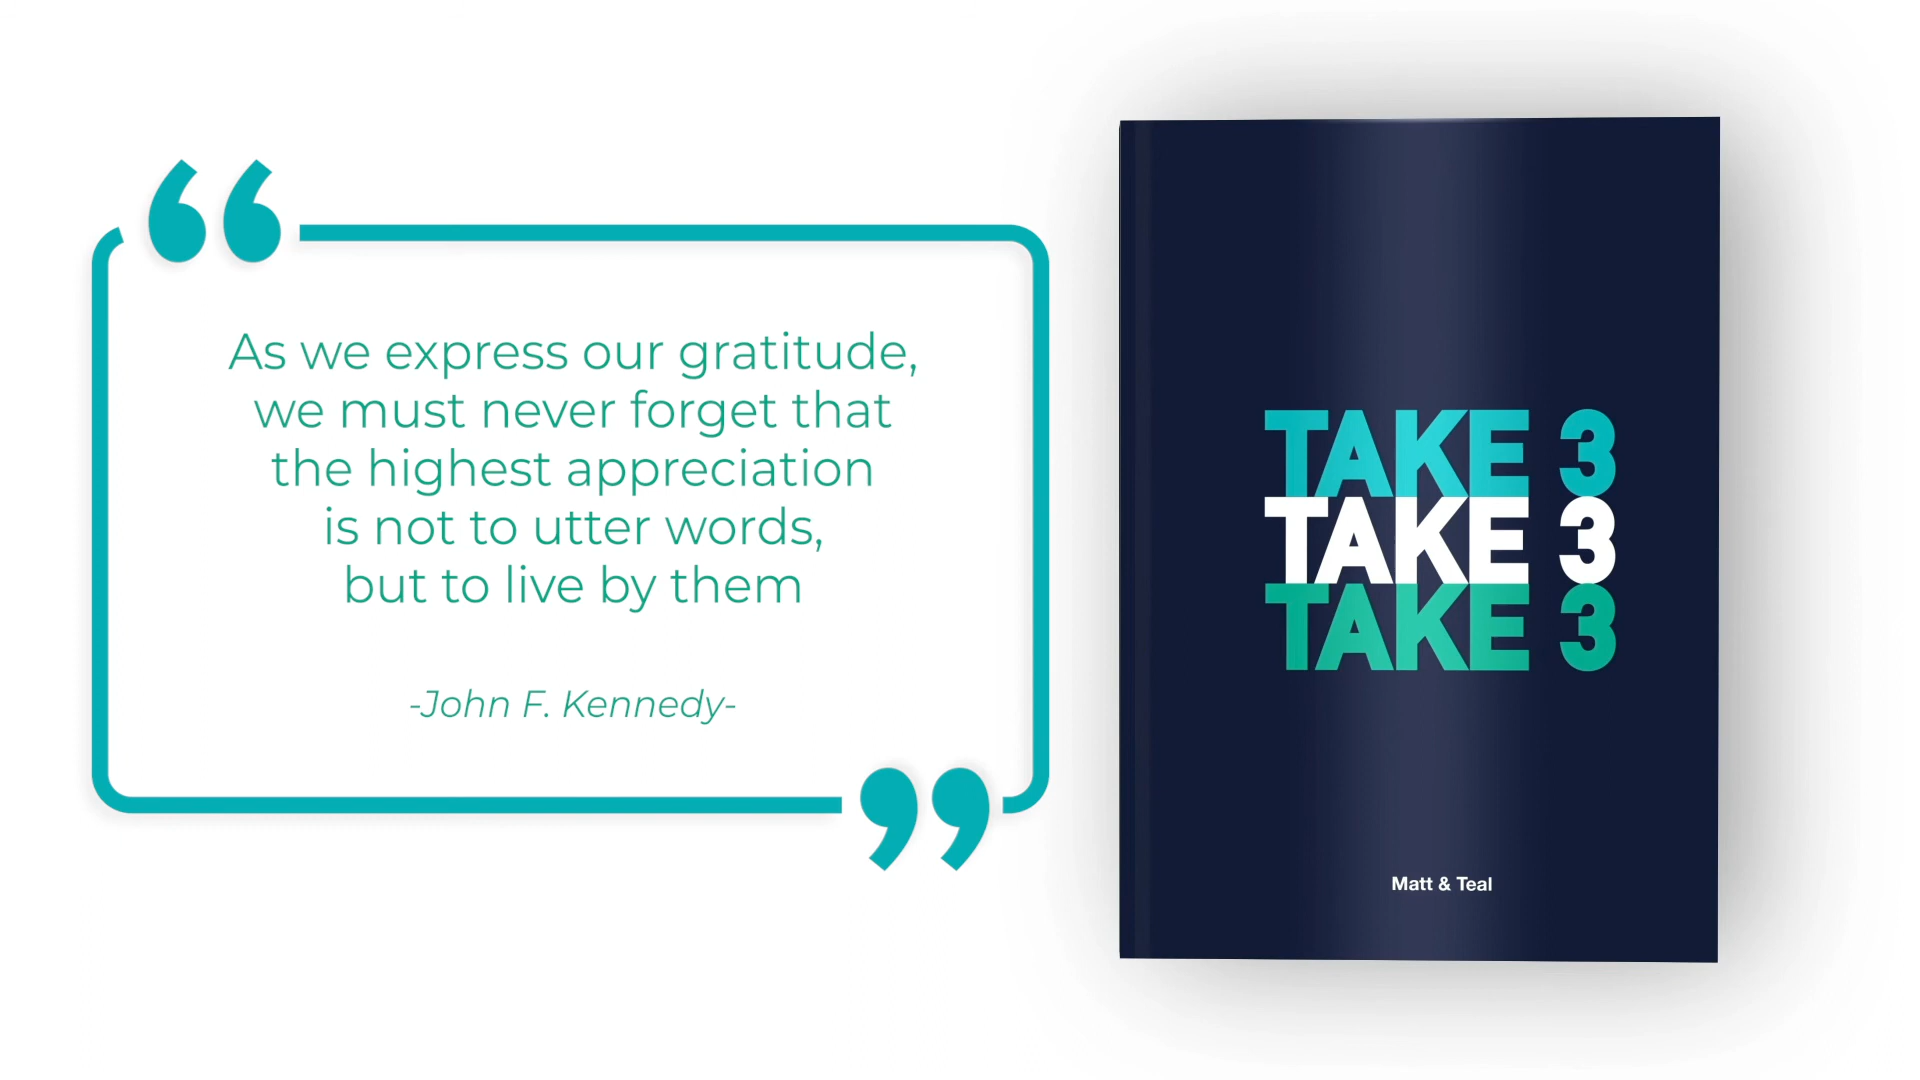 As we express our gratitude,
we must never forget that
the highest appreciation
is not to utter words,
but to live by them
-John F. Kennedy-
TAKE 3
TAKE 3
TAKE 3
Matt & Teal